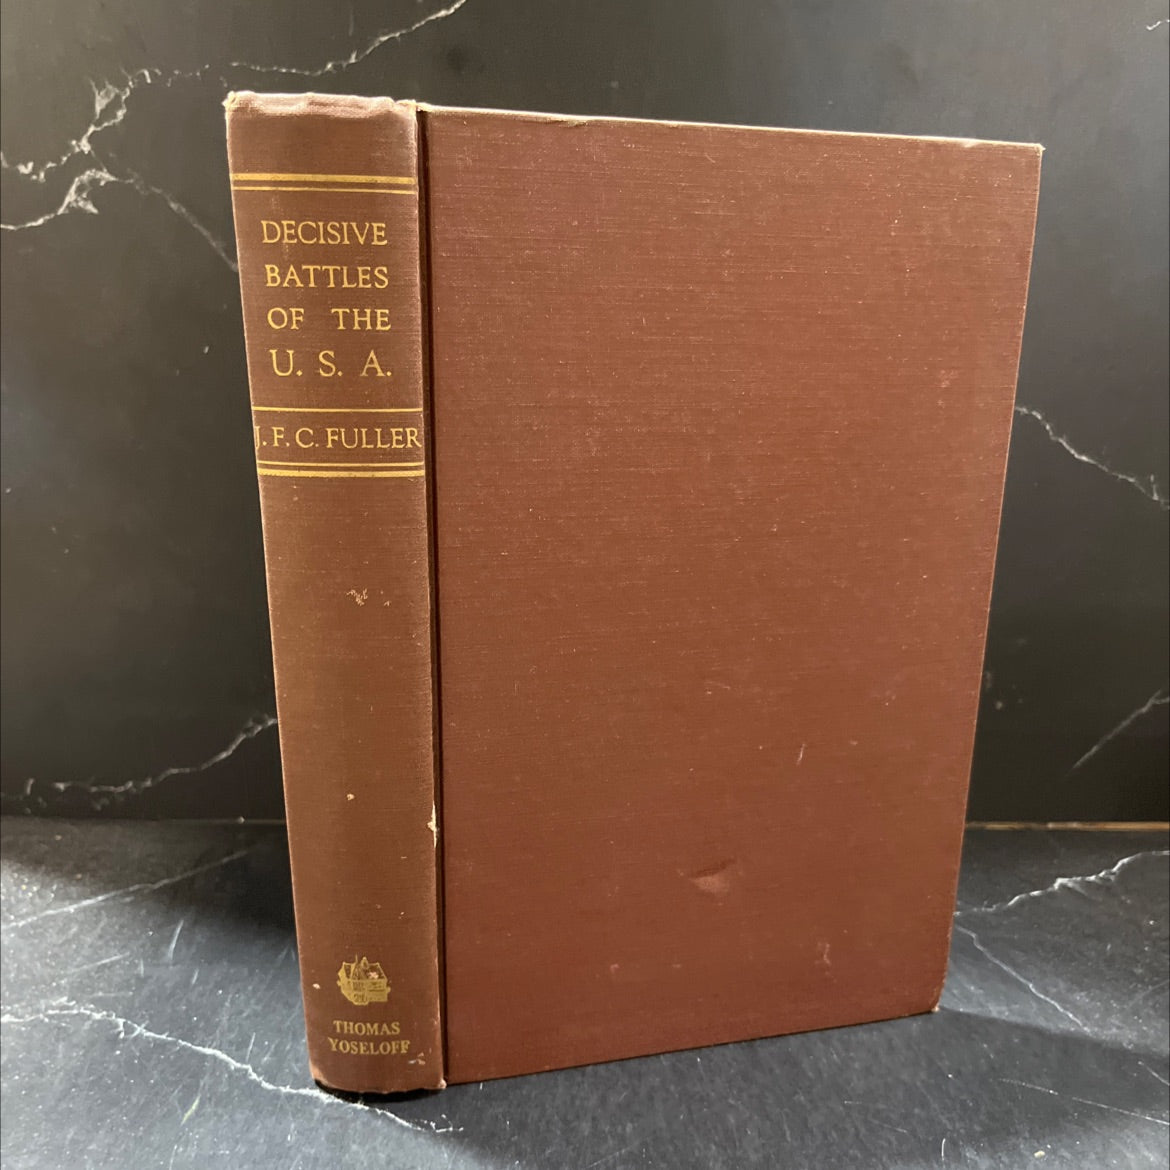 DECISIVE
BATTLES
OF THE
U. S. A.
J. F. C. FULLER
THOMAS
YOSELOFF